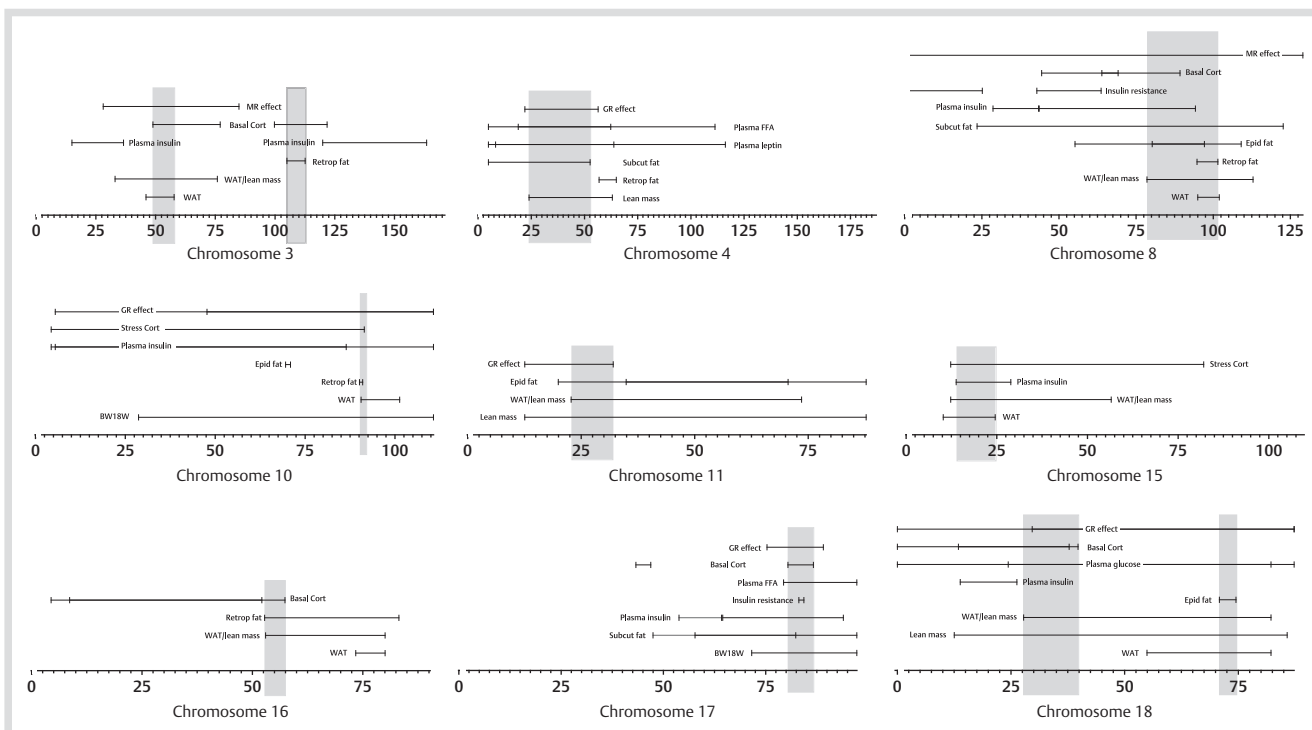 MR effect
Basal Cort
Plasma insulin
Plasma insulin
Retrop fat
WAT/lean mass
WAT
0 25 50 75 100 125 150
Chromosome 3
GR effect
Plasma FFA
Plasma leptin
Subcut fat
Retrop fat
Lean mass
0 25 50 75 100 125 150 175
Chromosome 4
MR effect
Basal Cort
Insulin resistance
Plasma insulin
Subcut fat
Epid fat
Retrop fat
WAT/lean mass
WAT
0 25 50 75 100 125
Chromosome 8
GR effect
Stress Cort
Plasma insulin
Epid fat
Retrop fat
WAT
BW18W
0 25 50 75 100
Chromosome 10
GR effect
Epid fat
WAT/lean mass
Lean mass
0 25 50 75
Chromosome 11
Stress Cort
Plasma insulin
WAT/lean mass
WAT
0 25 50 75 100
Chromosome 15
Basal Cort
Retrop fat
WAT/lean mass
WAT
0 25 50 75
Chromosome 16
GR effect
Basal Cort
Plasma FFA
Insulin resistance
Plasma insulin
Subcut fat
BW18W
0 25 50 75
Chromosome 17
GR effect
Basal Cort
Plasma glucose
Plasma insulin
Epid fat
WAT/lean mass
Lean mass
WAT
0 25 50 75
Chromosome 18